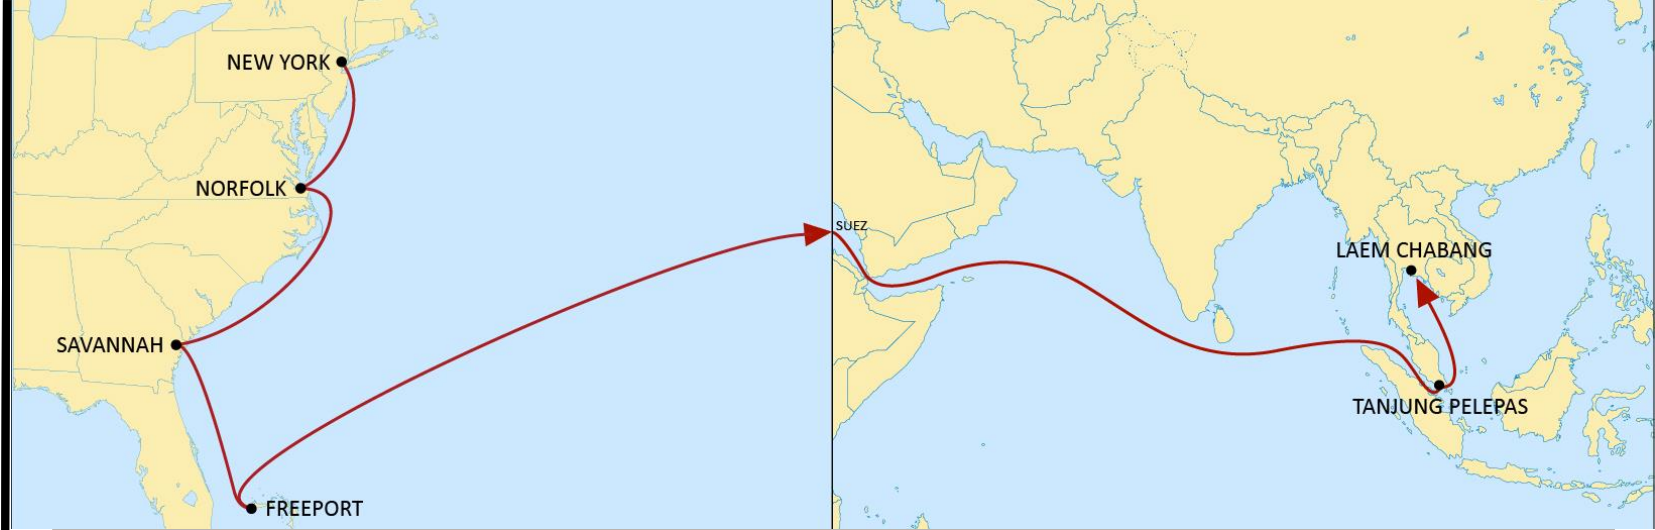 NEW YORK
NORFOLK
SAVANNAH
FREEPORT
SUEZ
LAEM CHABANG
TANJUNG PELEPAS